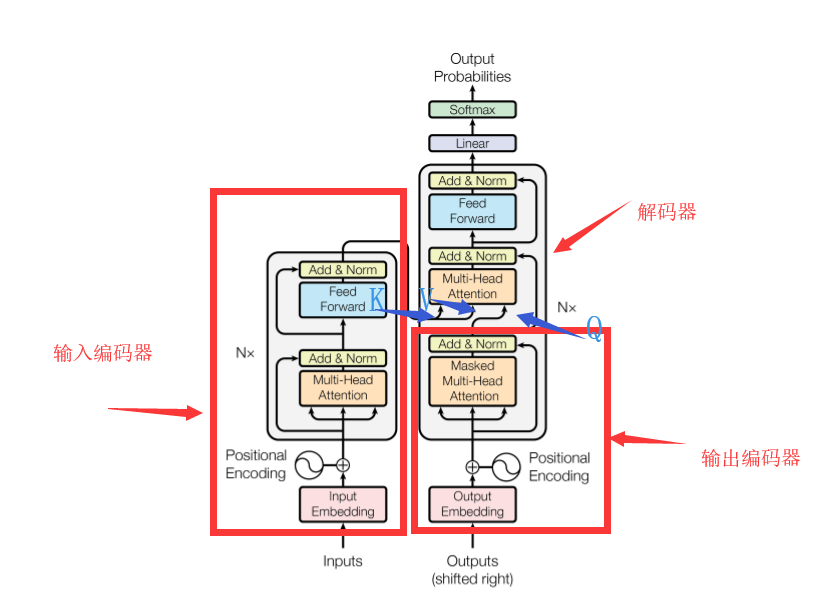 Output
Probabilities
Softmax
Linear
Add & Norm
Feed
Forward
解码器
Add & Norm
Multi-Head
Attention
Add & Norm
Feed
Forward
K
V
Nx
Q
Add & Norm
Masked
Multi-Head
Attention
输入编码器
Nx
Add & Norm
Multi-Head
Attention
Positional
Encoding
Positional
Encoding
输出编码器
Input
Embedding
Output
Embedding
Inputs
Outputs
(shifted right)